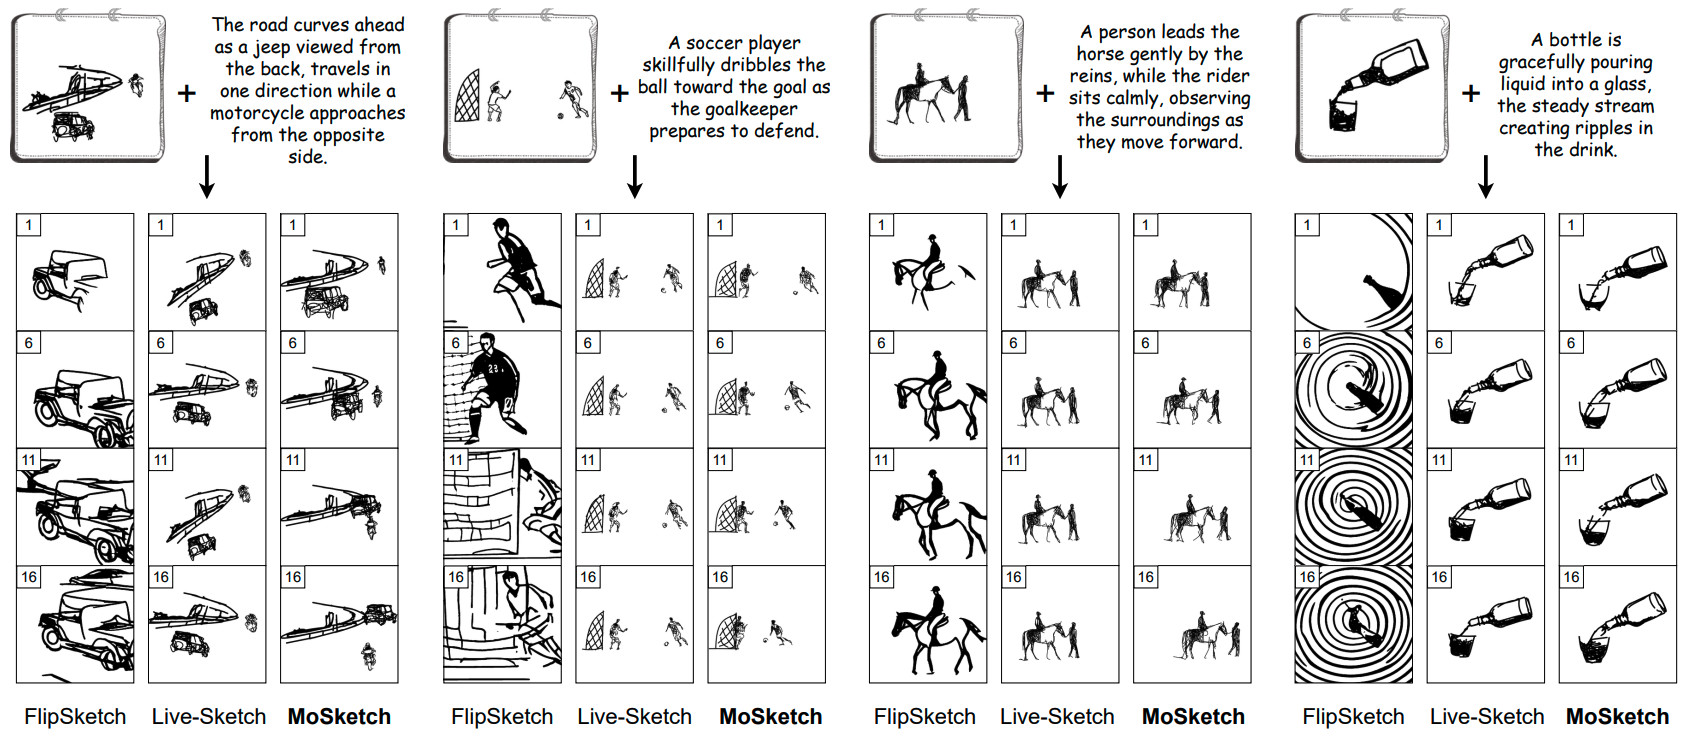 The road curves ahead
as a jeep viewed from
the back, travels in
one direction while a
motorcycle approaches
from the opposite
side.
+
1
1
1
6
6
6
11
11
11
16
16
16
FlipSketch
Live-Sketch
MoSketch
A soccer player
skillfully dribbles the
ball toward the goal as
the goalkeeper
prepares to defend.
+
1
1
1
6
23
6
6
11
11
11
16
16
16
FlipSketch
Live-Sketch
MoSketch
A person leads the
horse gently by the
reins, while the rider
sits calmly, observing
the surroundings as
they move forward.
+
1
1
1
6
6
6
11
11
11
16
16
16
FlipSketch
Live-Sketch
MoSketch
A bottle is
gracefully pouring
liquid into a glass,
the steady stream
creating ripples in
the drink.
+
1
1
1
6
6
6
11
11
11
16
16
16
FlipSketch
Live-Sketch
MoSketch